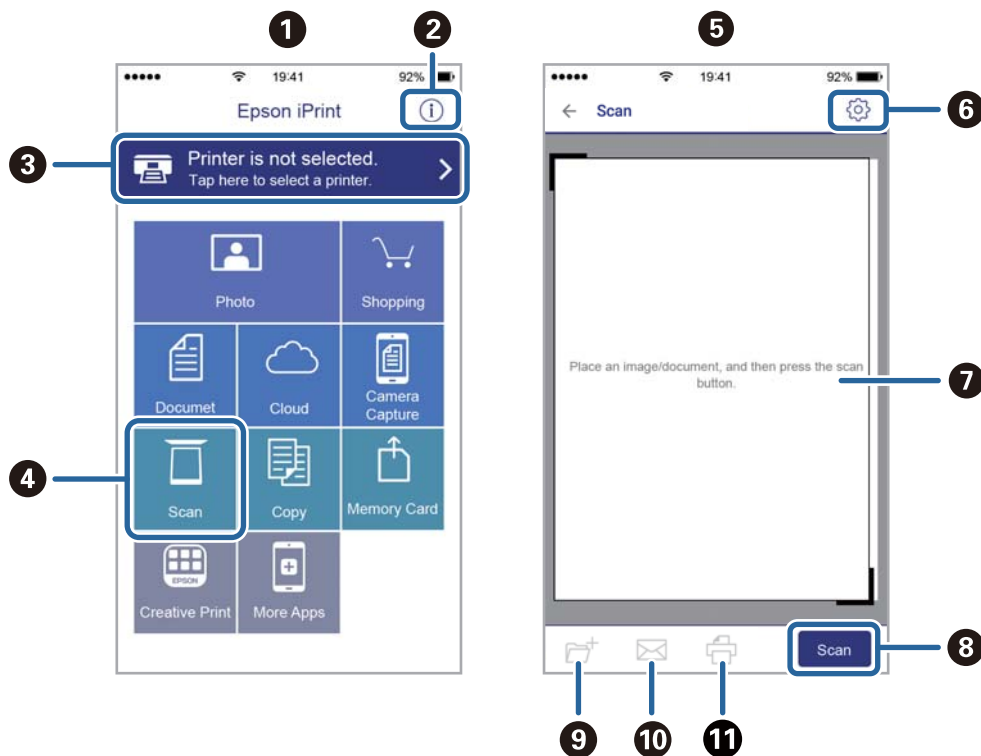 1
2
19:41
92%
Epson iPrint
i
3
Printer is not selected.
Tap here to select a printer.
Photo
Shopping
Documet
Cloud
Camera
Capture
4
Scan
Copy
Memory Card
EPSON
Creative Print
More Apps
5
19:41
92%
Scan
6
Place an image/document, and then press the scan
button.
7
Scan
8
9
10
11